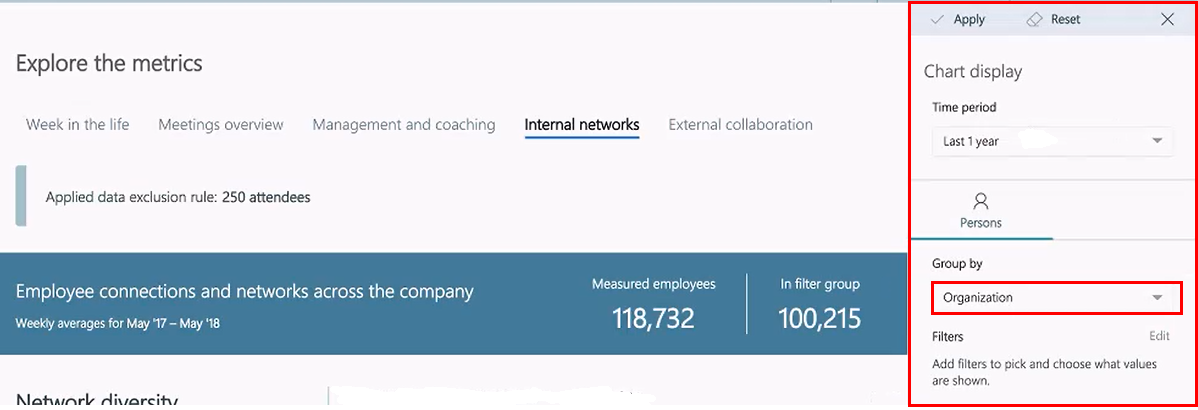 Explore the metrics
Week in the life Meetings overview Management and coaching Internal networks External collaboration
Applied data exclusion rule: 250 attendees
Employee connections and networks across the company
Weekly averages for May '17 – May '18
Measured employees
118,732
In filter group
100,215
Network diversity
Apply Reset
Chart display
Time period
Last 1 year
Persons
Group by
Organization
Filters Edit
Add filters to pick and choose what values
are shown.